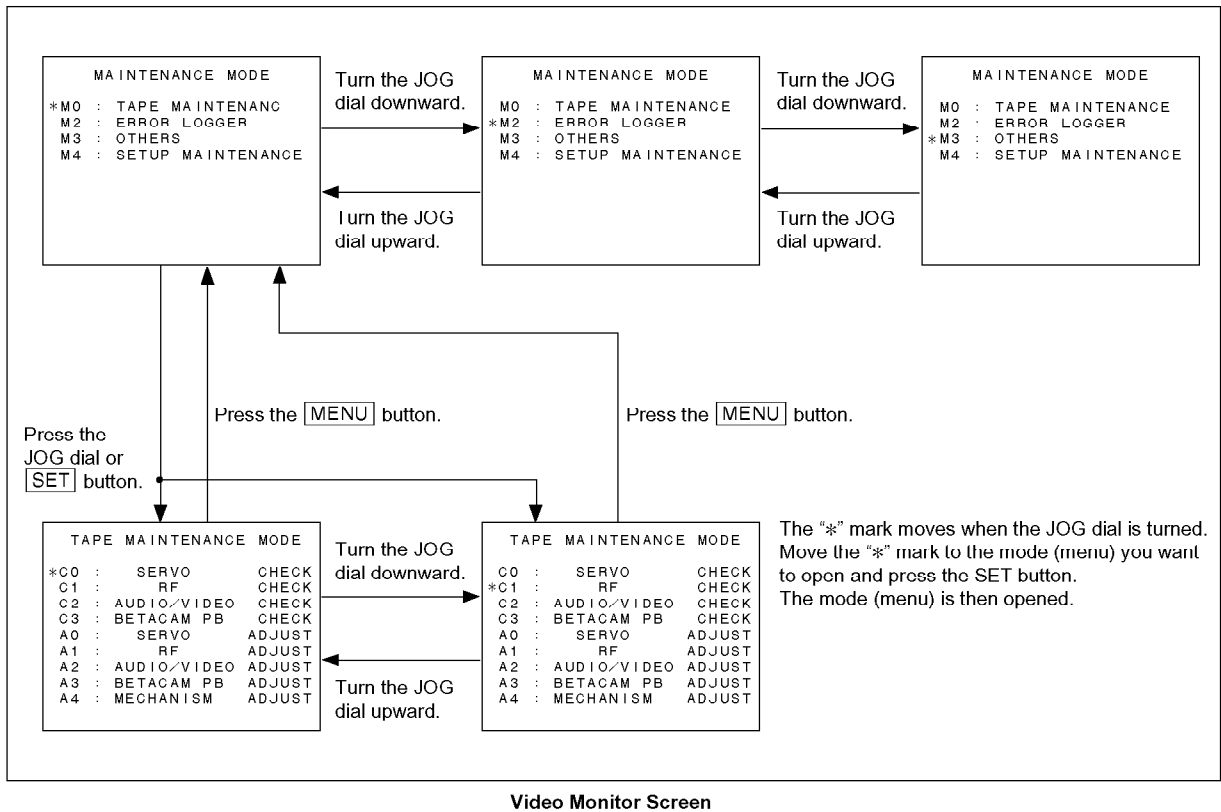 MAINTENANCE MODE
*M0 : TAPE MAINTENANC
M2 : ERROR LOGGER
M3 : OTHERS
M4 : SETUP MAINTENANCE
Turn the JOG
dial downward.
Turn the JOG
dial upward.
MAINTENANCE MODE
M0 : TAPE MAINTENANCE
*M2 : ERROR LOGGER
M3 : OTHERS
M4 : SETUP MAINTENANCE
Turn the JOG
dial downward.
Turn the JOG
dial upward.
MAINTENANCE MODE
M0 : TAPE MAINTENANCE
M2 : ERROR LOGGER
*M3 : OTHERS
M4 : SETUP MAINTENANCE
Press the
JOG dial or
SET button.
Press the MENU button.
Press the MENU button.
TAPE MAINTENANCE MODE
*C0 : SERVO CHECK
C1 : RF CHECK
C2 : AUDIO/VIDEO CHECK
C3 : BETACAM PB CHECK
A0 : SERVO ADJUST
A1 : RF ADJUST
A2 : AUDIO/VIDEO ADJUST
A3 : BETACAM PB ADJUST
A4 : MECHANISM ADJUST
Turn the JOG
dial downward.
Turn the JOG
dial upward.
TAPE MAINTENANCE MODE
C0 : SERVO CHECK
*C1 : RF CHECK
C2 : AUDIO/VIDEO CHECK
C3 : BETACAM PB CHECK
A0 : SERVO ADJUST
A1 : RF ADJUST
A2 : AUDIO/VIDEO ADJUST
A3 : BETACAM PB ADJUST
A4 : MECHANISM ADJUST
The “*” mark moves when the JOG dial is turned.
Move the “*” mark to the mode (menu) you want
to open and press the SET button.
The mode (menu) is then opened.
Video Monitor Screen